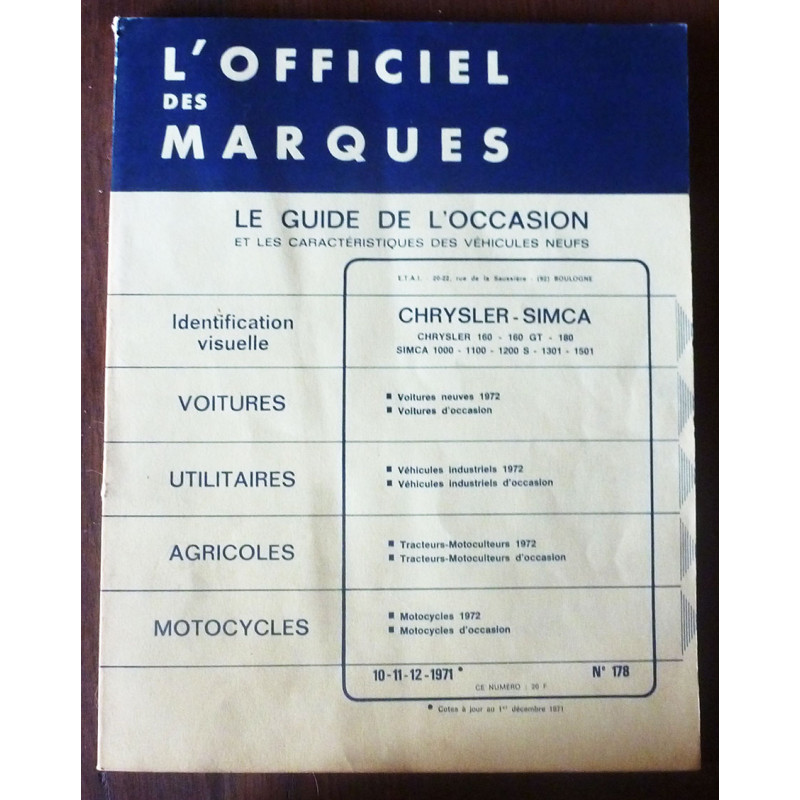 L'OFFICIEL
DES
MARQUES
LE GUIDE DE L'OCCASION
ET LES CARACTÉRISTIQUES DES VÉHICULES NEUFS
E.T.A.I. - 20-22, rue de la Saussière - (92) BOULOGNE
Identification
visuelle
CHRYSLER - SIMCA
CHRYSLER 160 - 160 GT - 180
SIMCA 1000 - 1100 - 1200 S - 1301 - 1501
VOITURES
■ Voitures neuves 1972
■ Voitures d'occasion
UTILITAIRES
■ Véhicules industriels 1972
■ Véhicules industriels d'occasion
AGRICOLES
■ Tracteurs-Motoculteurs 1972
■ Tracteurs-Motoculteurs d'occasion
MOTOCYCLES
■ Motocycles 1972
■ Motocycles d'occasion
10-11-12-1971 * N° 178
CE NUMÉRO : F
* Cotes à jour au 1er décembre 1971